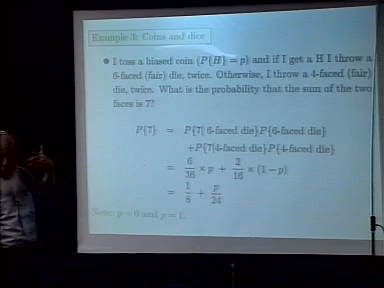 Example 3: Coins and dice
• I toss a biased coin (P{H} = p) and if I get a H I throw a
6-faced (fair) die, twice. Otherwise, I throw a 4-faced (fair)
die, twice. What is the probability that the sum of the two
faces is 7?
P{7} = P{7|6-faced die}P{6-faced die}
+P{7|4-faced die}P{4-faced die}
= 6/36 × p + 2/16 × (1 − p)
= 1/8 + p/24
Note: p = 0 and p = 1.